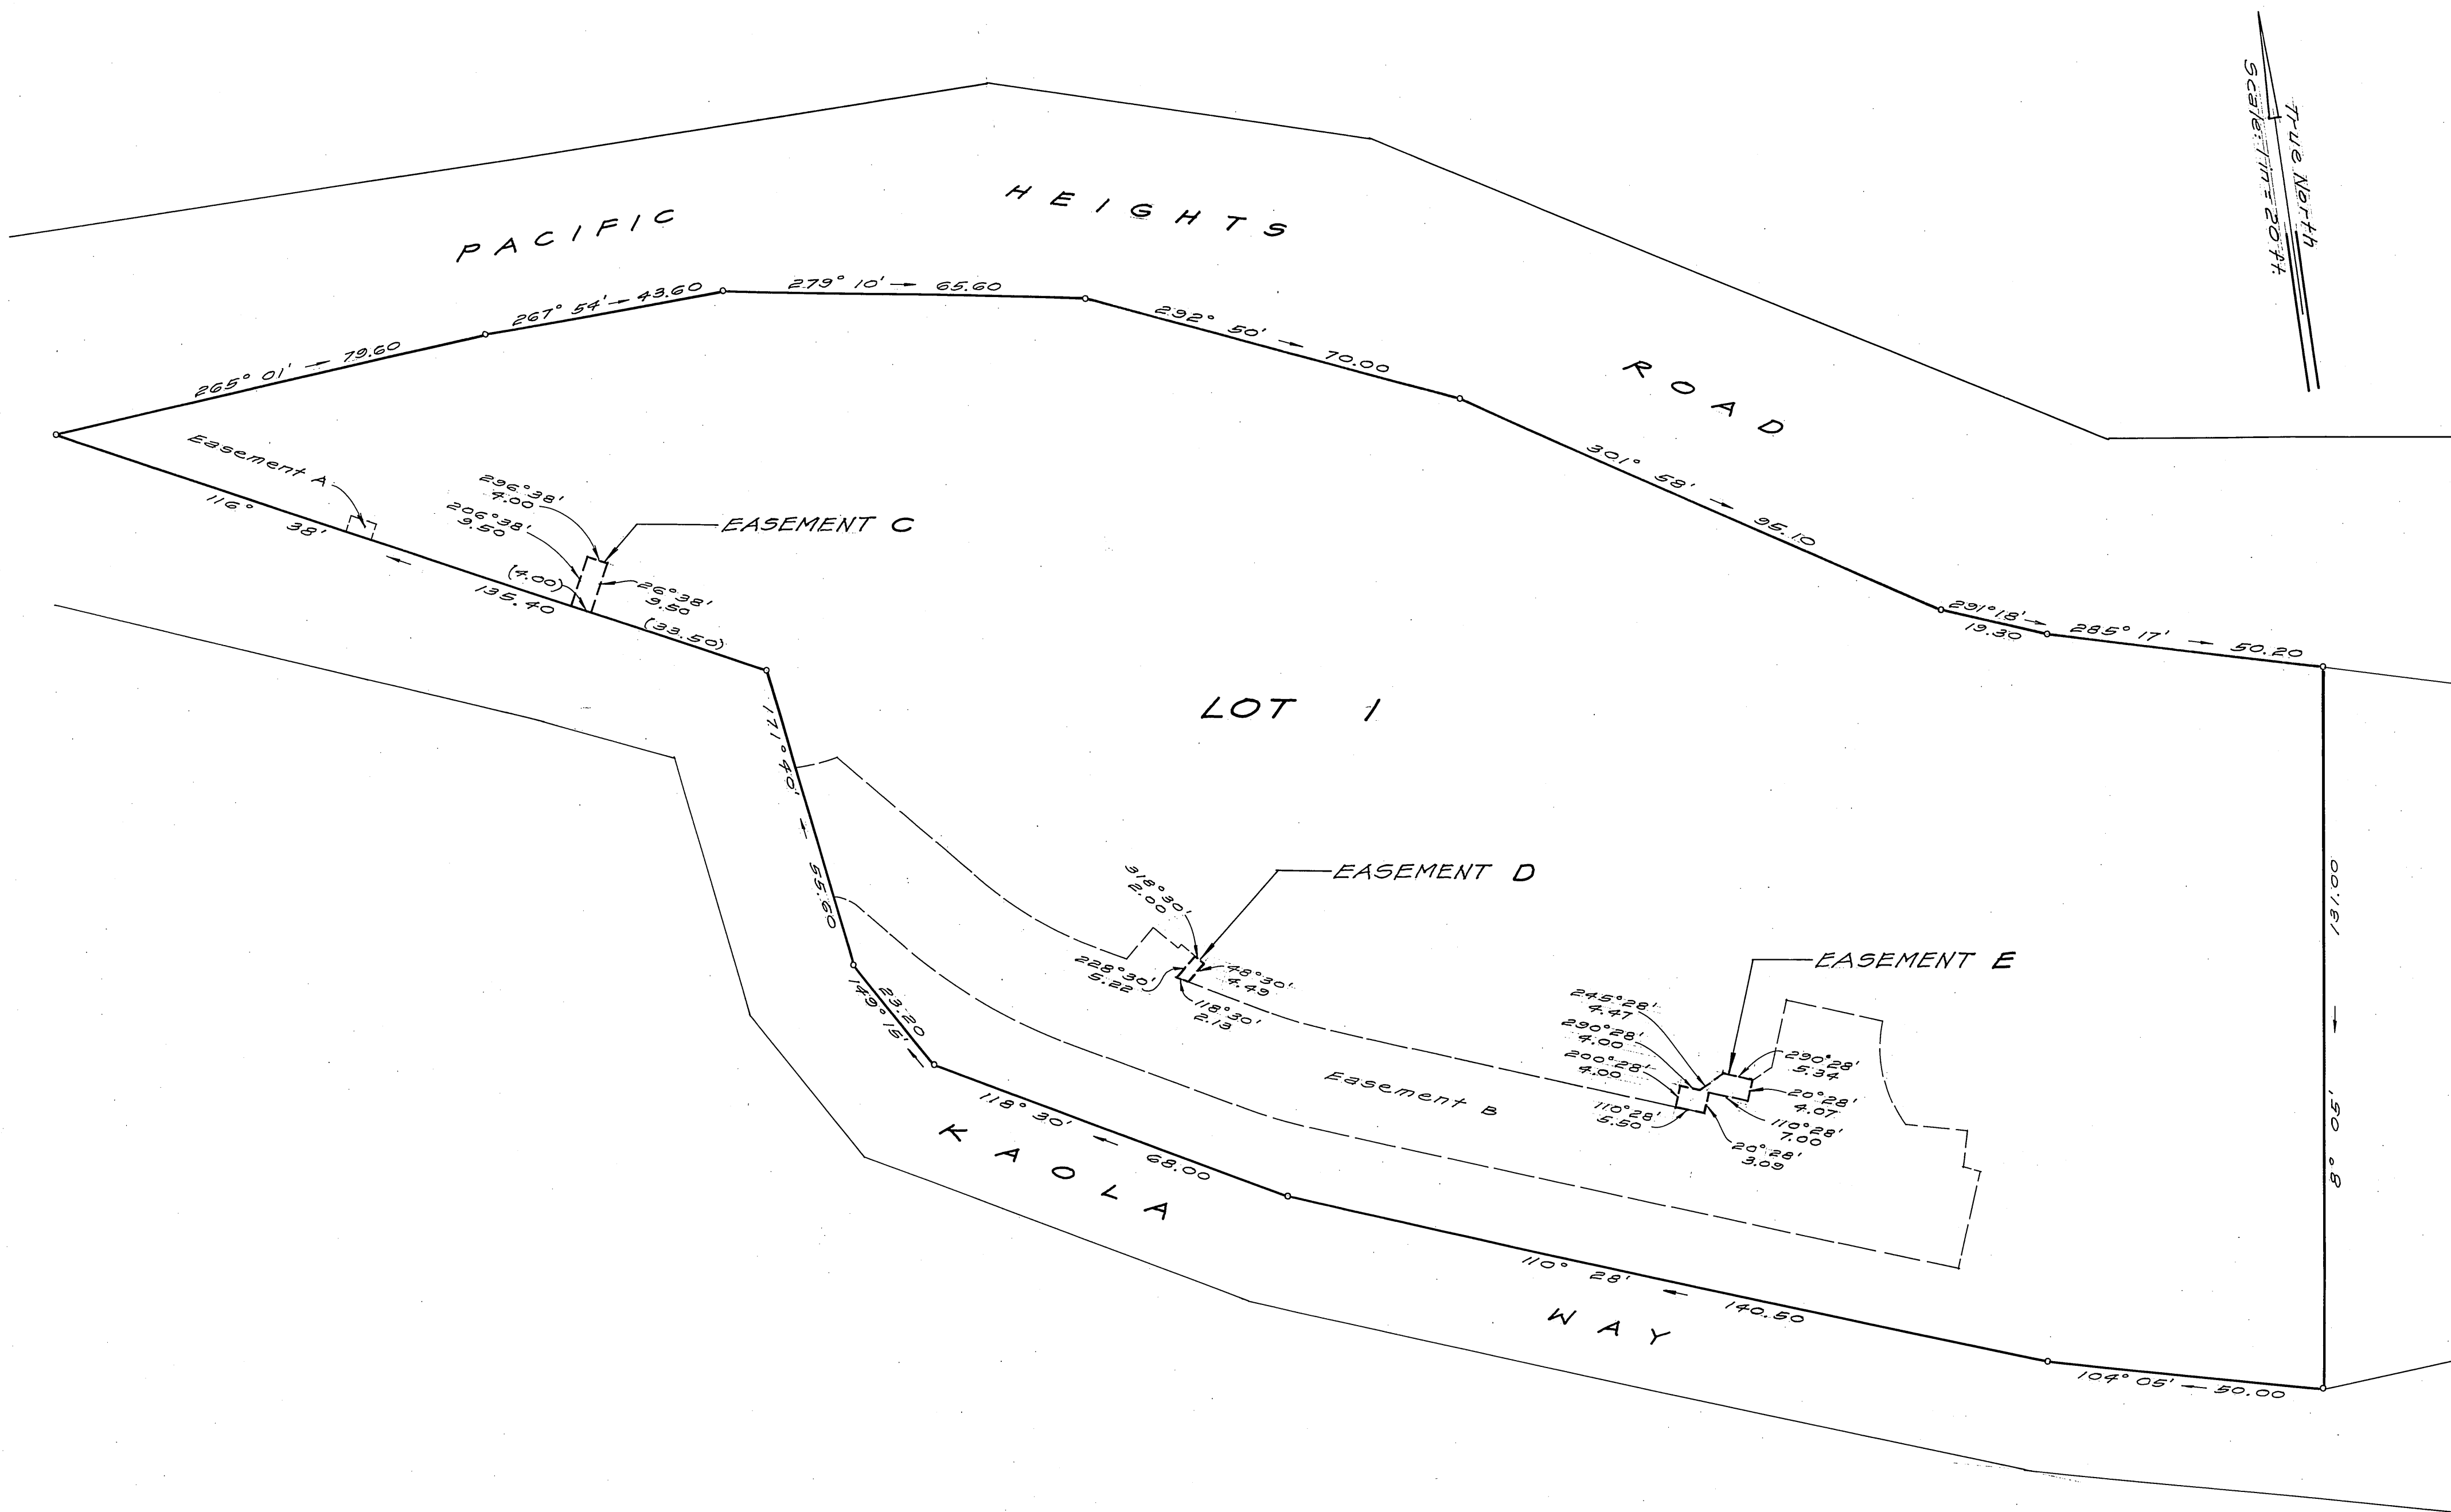 True North
Scale: 1 in = 20 ft.
PACIFIC HEIGHTS ROAD
265° 01' 79.60
267° 54' 43.60
279° 10' 65.60
292° 50' 70.00
301° 58' 95.10
291° 18'
19.30
285° 17' 50.20
Easement A
116° 38'
135.40
296° 38'
4.00
206° 38'
9.50
EASEMENT C
(4.00)
26° 38'
9.50
(33.50)
LOT 1
171° 40' 55.60
131.00
8° 05'
318° 30'
2.00
EASEMENT D
228° 30'
5.22
48° 30'
4.49
118° 30'
2.13
EASEMENT E
245° 28'
4.47
290° 28'
4.00
200° 28'
4.00
110° 28'
5.50
290° 28'
5.34
20° 28'
4.07
110° 28'
7.00
20° 28'
3.09
Easement B
23.20
149° 15'
118° 30' 68.00
KAOLA WAY
110° 28' 140.50
104° 05' 50.00